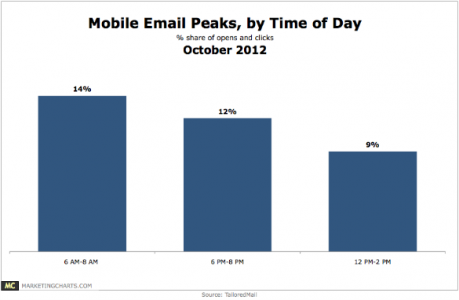 Mobile Email Peaks, by Time of Day
% share of opens and clicks
October 2012
14%
12%
9%
6 AM-8 AM
6 PM-8 PM
12 PM-2 PM
MC MARKETINGCHARTS.COM
Source: TailoredMail